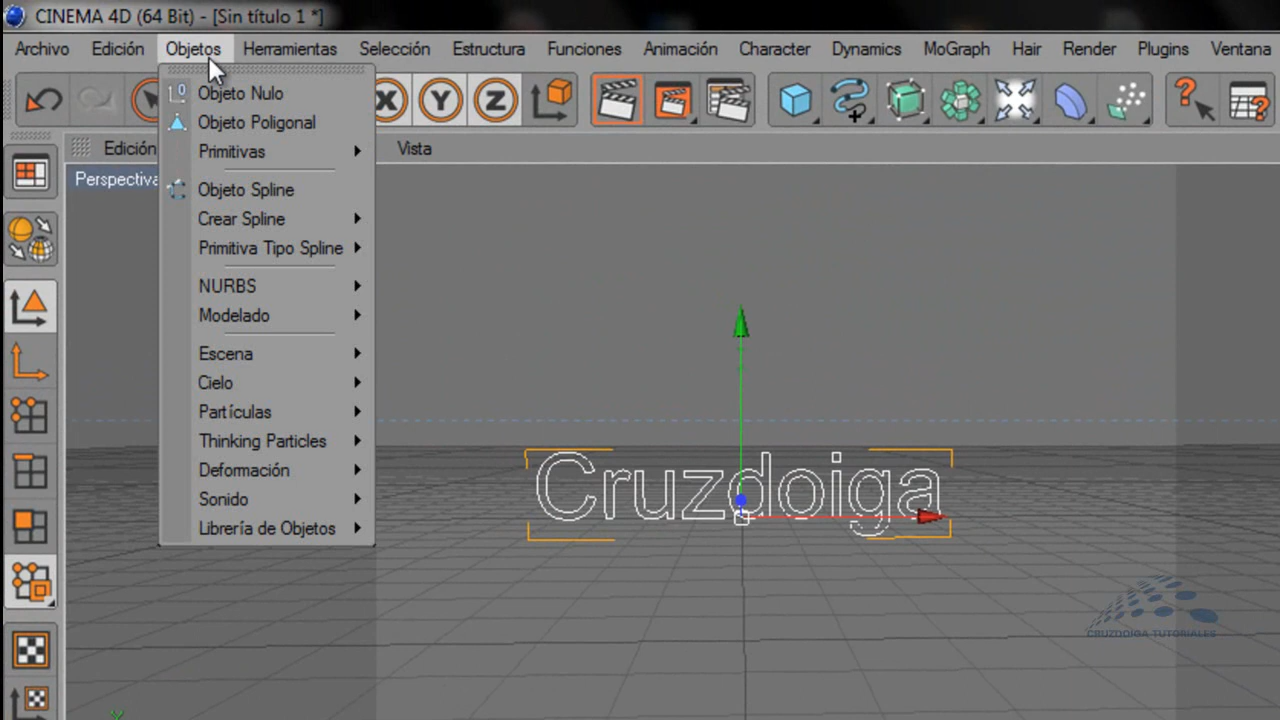 CINEMA 4D (64 Bit) - [Sin título 1 *]
Archivo Edición Objetos Herramientas Selección Estructura Funciones Animación Character Dynamics MoGraph Hair Render Plugins Ventana
X Y Z
Edición Vista
Perspectiva
Objeto Nulo
Objeto Poligonal
Primitivas
Objeto Spline
Crear Spline
Primitiva Tipo Spline
NURBS
Modelado
Escena
Cielo
Partículas
Thinking Particles
Deformación
Sonido
Librería de Objetos
Cruzdoiga
CRUZDOIGA TUTORIALES
Y